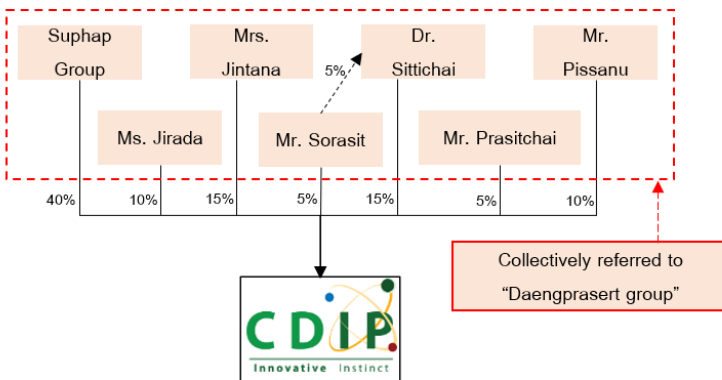 Suphap
Group
Mrs.
Jintana
5%
Dr.
Sittichai
Mr.
Pissanu
Ms. Jirada
Mr. Sorasit
Mr. Prasitchai
40%
10%
15%
5%
15%
5%
10%
Collectively referred to
“Daengprasert group”
CDIP
Innovative Instinct